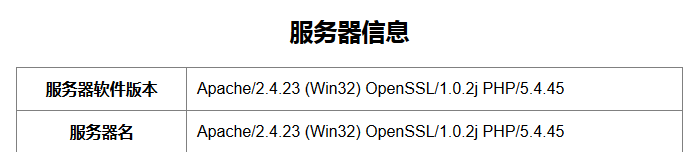 服务器信息
服务器软件版本 Apache/2.4.23 (Win32) OpenSSL/1.0.2j PHP/5.4.45
服务器名 Apache/2.4.23 (Win32) OpenSSL/1.0.2j PHP/5.4.45